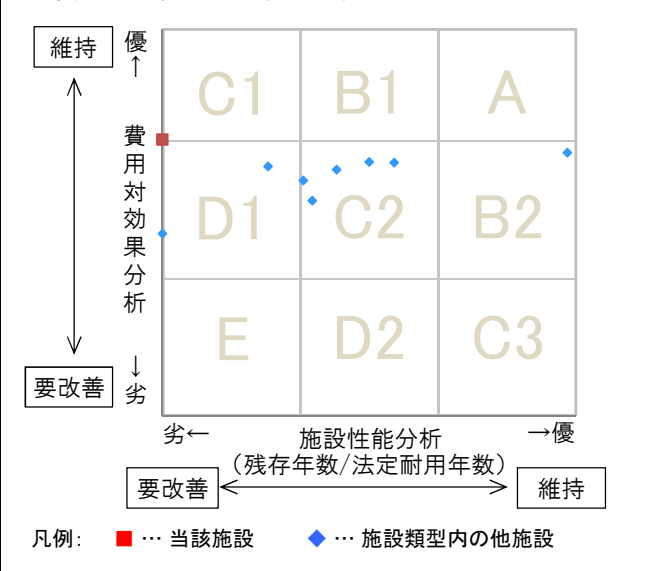 維持
優
↑
費用対効果分析
↓
劣
要改善
C1 B1 A
D1 C2 B2
E D2 C3
劣← 施設性能分析 →優
（残存年数/法定耐用年数）
要改善 維持
凡例: ■ … 当該施設 ◆ … 施設類型内の他施設